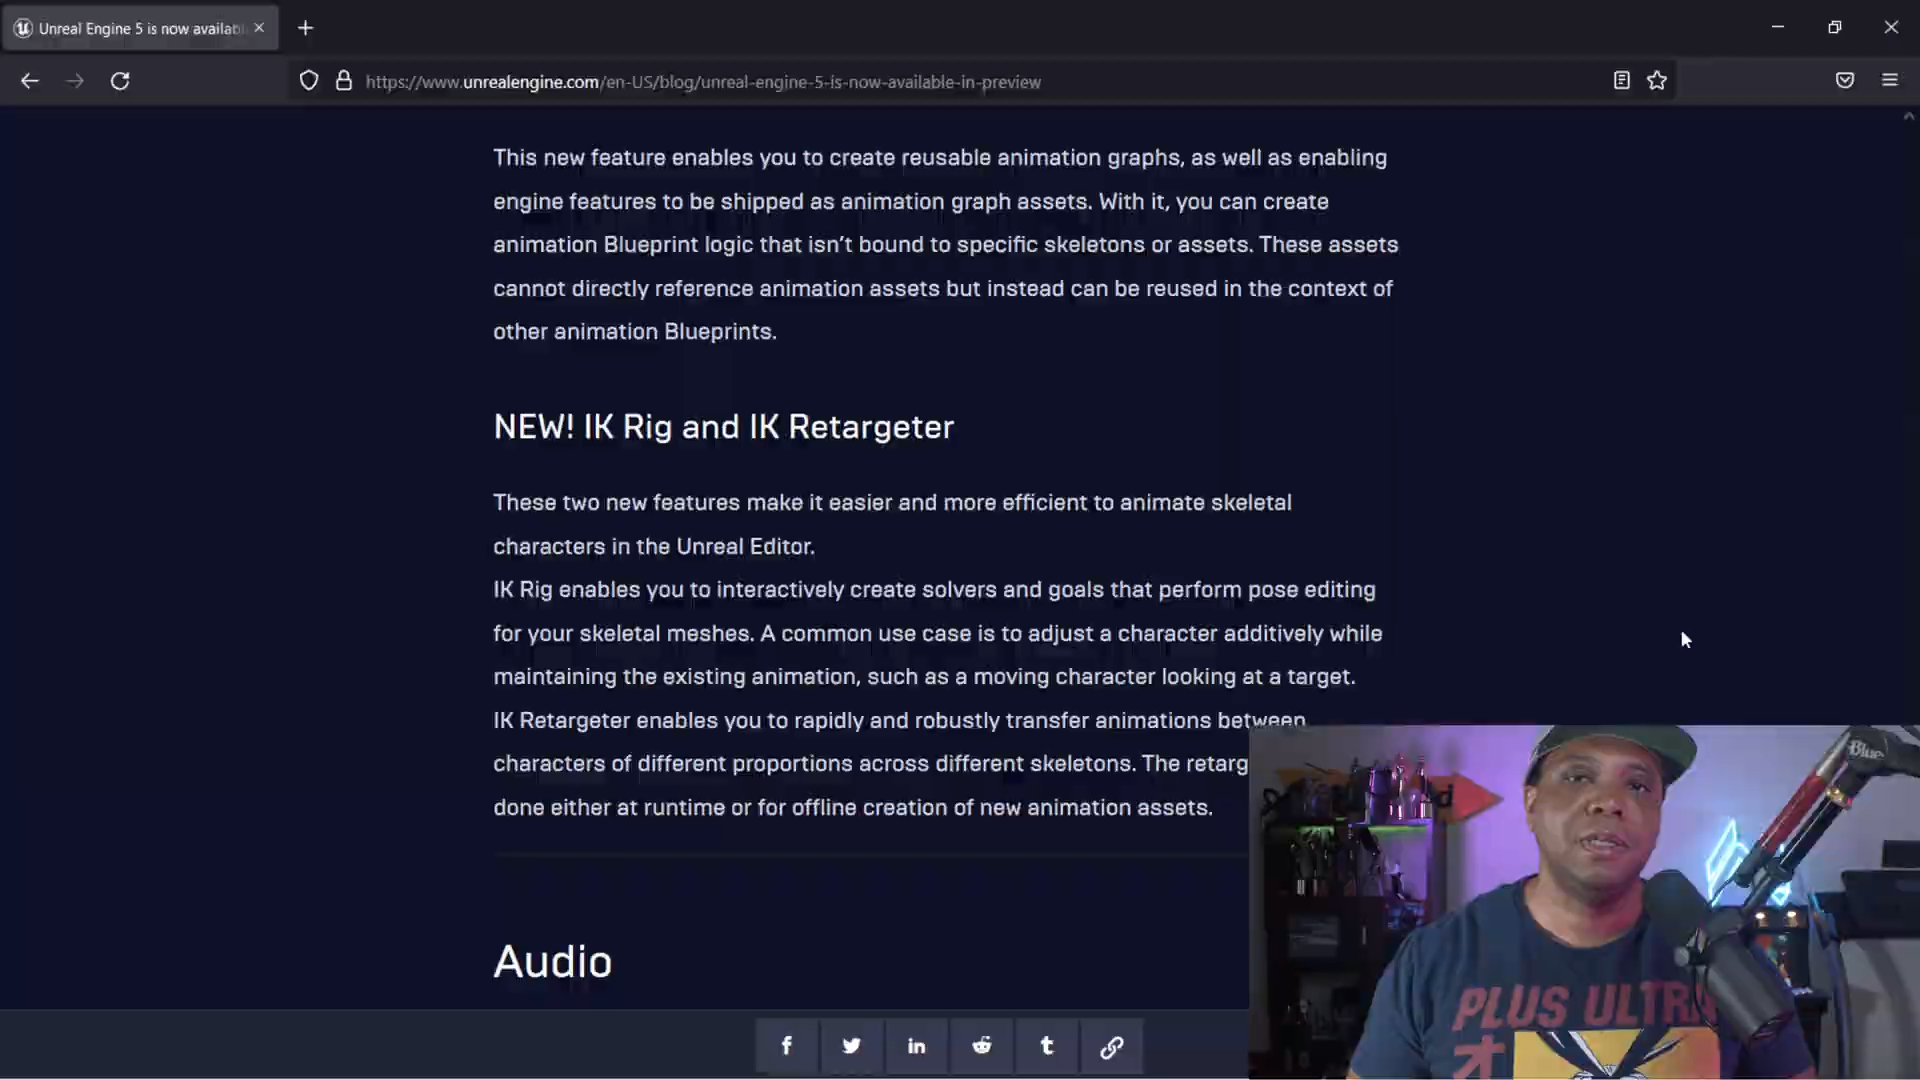 Unreal Engine 5 is now availab
https://www.unrealengine.com/en-US/blog/unreal-engine-5-is-now-available-in-preview
This new feature enables you to create reusable animation graphs, as well as enabling
engine features to be shipped as animation graph assets. With it, you can create
animation Blueprint logic that isn’t bound to specific skeletons or assets. These assets
cannot directly reference animation assets but instead can be reused in the context of
other animation Blueprints.
NEW! IK Rig and IK Retargeter
These two new features make it easier and more efficient to animate skeletal
characters in the Unreal Editor.
IK Rig enables you to interactively create solvers and goals that perform pose editing
for your skeletal meshes. A common use case is to adjust a character additively while
maintaining the existing animation, such as a moving character looking at a target.
IK Retargeter enables you to rapidly and robustly transfer animations between
characters of different proportions across different skeletons. The retarg
done either at runtime or for offline creation of new animation assets.
Audio
Blue
PLUS ULTRA
オ